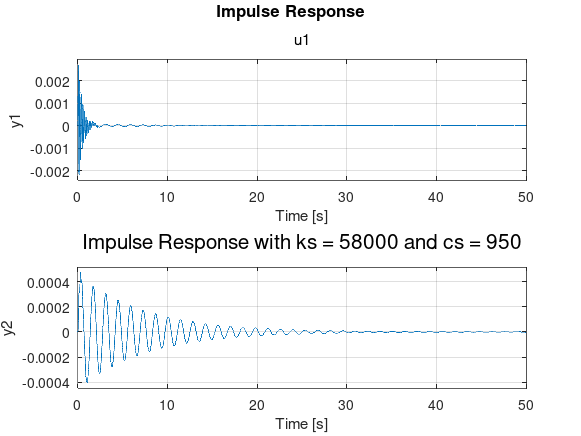 Impulse Response
u1
0.002
0.001
0
-0.001
-0.002
y1
0 10 20 30 40 50
Time [s]
Impulse Response with ks = 58000 and cs = 950
0.0004
0.0002
0
-0.0002
-0.0004
y2
0 10 20 30 40 50
Time [s]